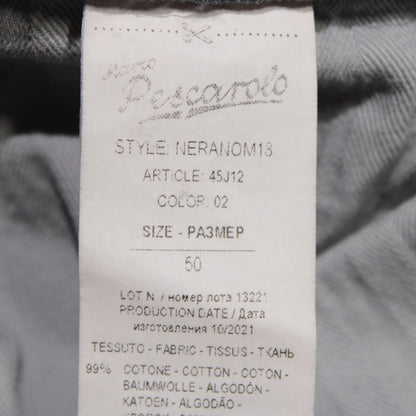 Nano
Pescarolo
STYLE: NERANOM18
ARTICLE: 45J12
COLOR: 02
SIZE - РАЗМЕР
50
LOT N. / номер лота 13221
PRODUCTION DATE / Дата
изготовления 10/2021
TESSUTO - FABRIC - TISSUS - ТКАНЬ
99% COTONE - COTTON - COTON -
BAUMWOLLE - ALGODÓN -
KATOEN - ALGODÃO -